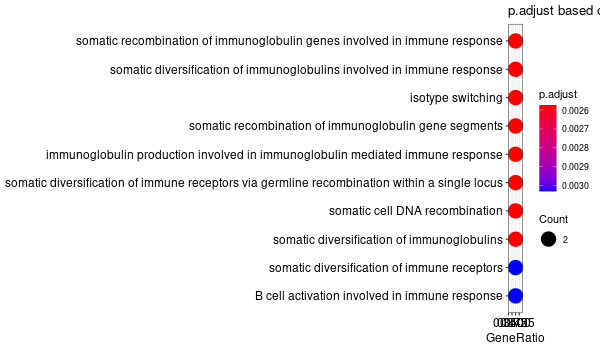 p.adjust based
somatic recombination of immunoglobulin genes involved in immune response
somatic diversification of immunoglobulins involved in immune response
isotype switching
somatic recombination of immunoglobulin gene segments
immunoglobulin production involved in immunoglobulin mediated immune response
somatic diversification of immune receptors via germline recombination within a single locus
somatic cell DNA recombination
somatic diversification of immunoglobulins
somatic diversification of immune receptors
B cell activation involved in immune response
GeneRatio
p.adjust
0.0026
0.0027
0.0028
0.0029
0.0030
Count
2